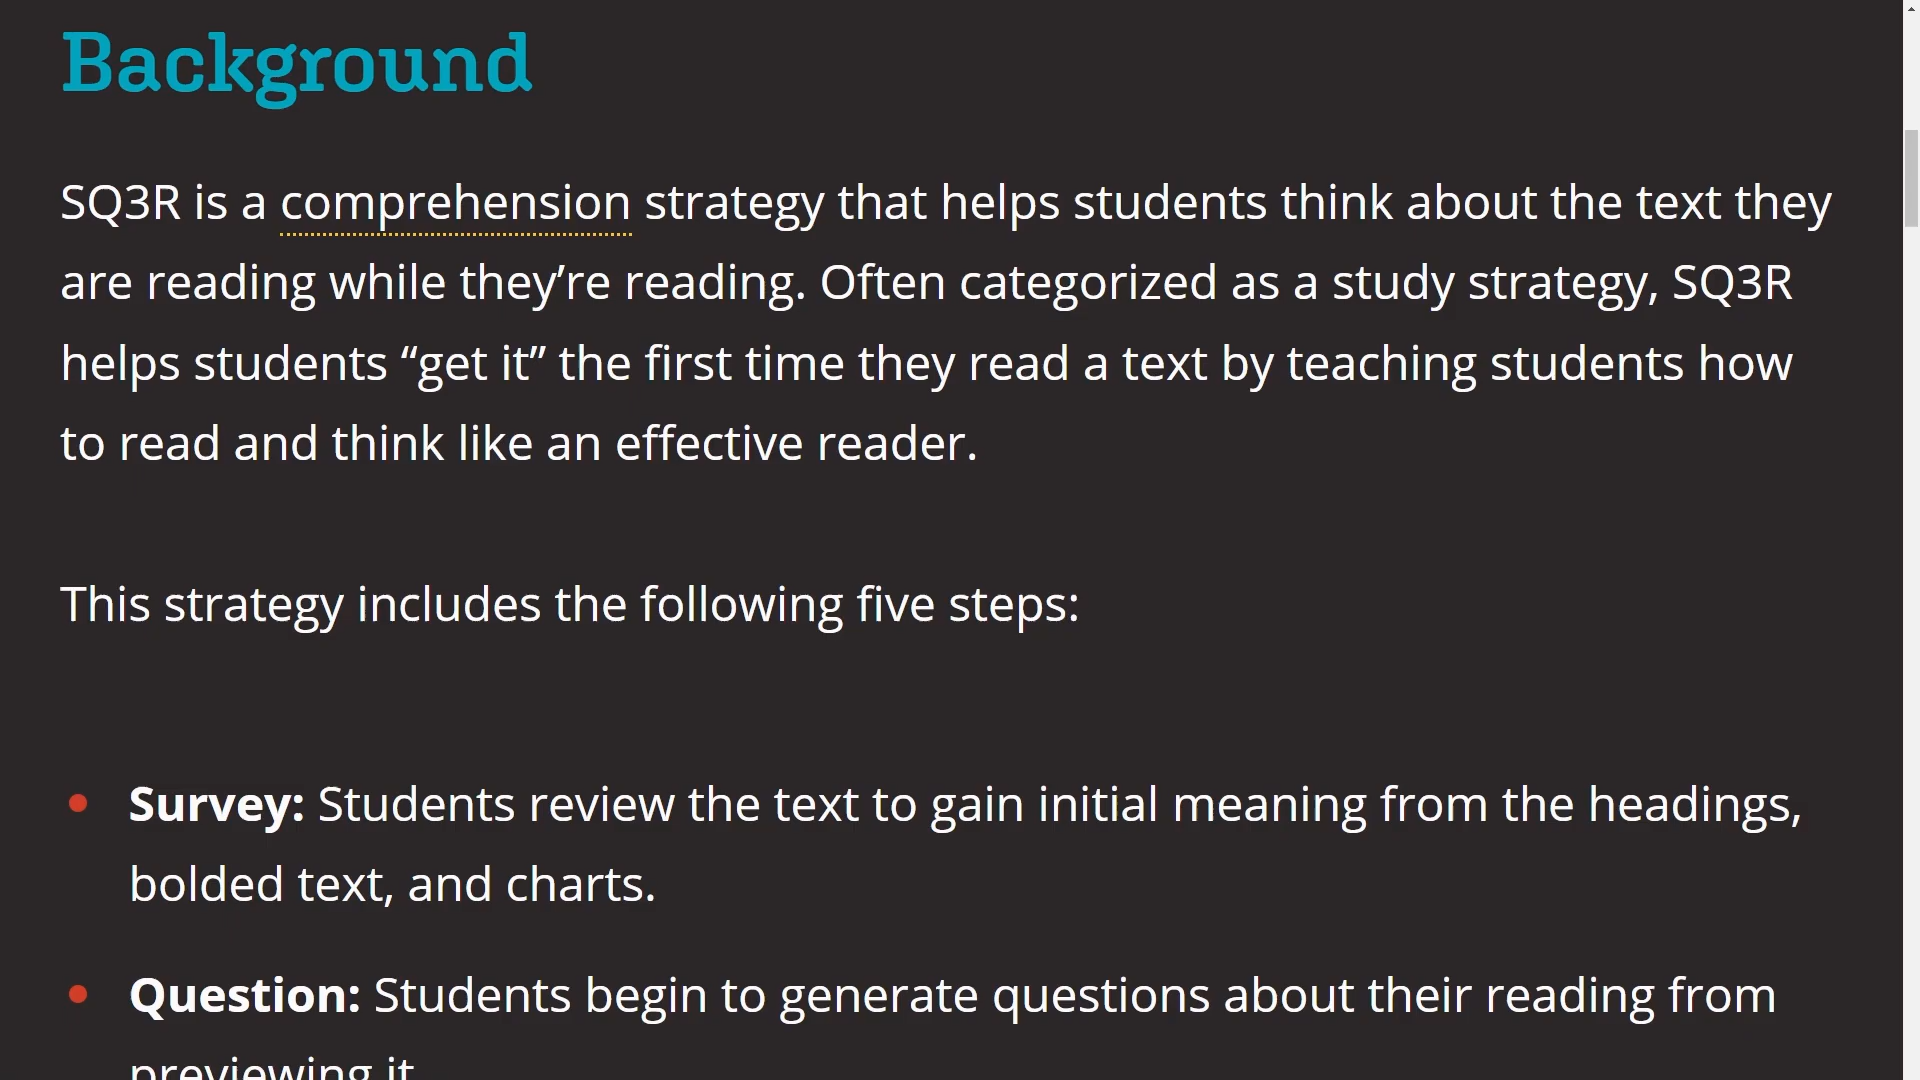 Background
SQ3R is a comprehension strategy that helps students think about the text they
are reading while they’re reading. Often categorized as a study strategy, SQ3R
helps students “get it” the first time they read a text by teaching students how
to read and think like an effective reader.
This strategy includes the following five steps:
Survey: Students review the text to gain initial meaning from the headings,
bolded text, and charts.
Question: Students begin to generate questions about their reading from
previewing it.